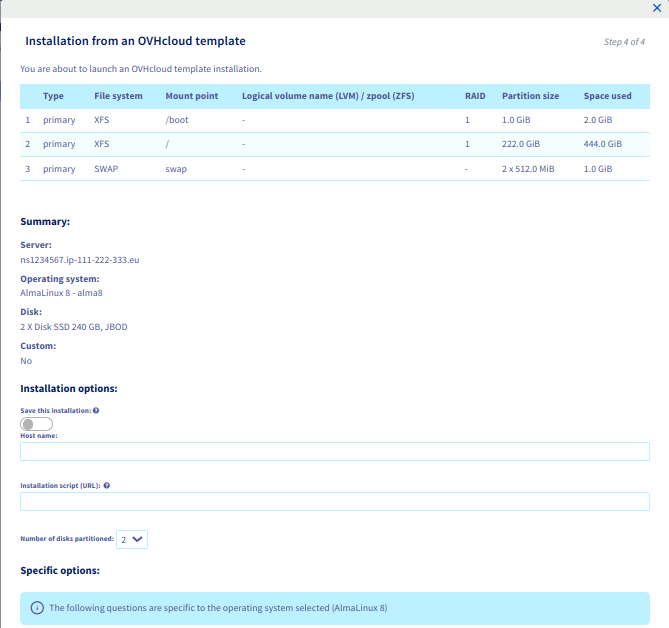 Installation from an OVHcloud template
Step 4 of 4
You are about to launch an OVHcloud template installation.
Type File system Mount point Logical volume name (LVM) / zpool (ZFS) RAID Partition size Space used
1 primary XFS /boot - 1 1.0 GiB 2.0 GiB
2 primary XFS / - 1 222.0 GiB 444.0 GiB
3 primary SWAP swap - - 2 x 512.0 MiB 1.0 GiB
Summary:
Server:
ns1234567.ip-111-222-333.eu
Operating system:
AlmaLinux 8 - alma8
Disk:
2 X Disk SSD 240 GB, JBOD
Custom:
No
Installation options:
Save this installation:
Host name:
Installation script (URL):
Number of disks partitioned: 2
Specific options:
The following questions are specific to the operating system selected (AlmaLinux 8)